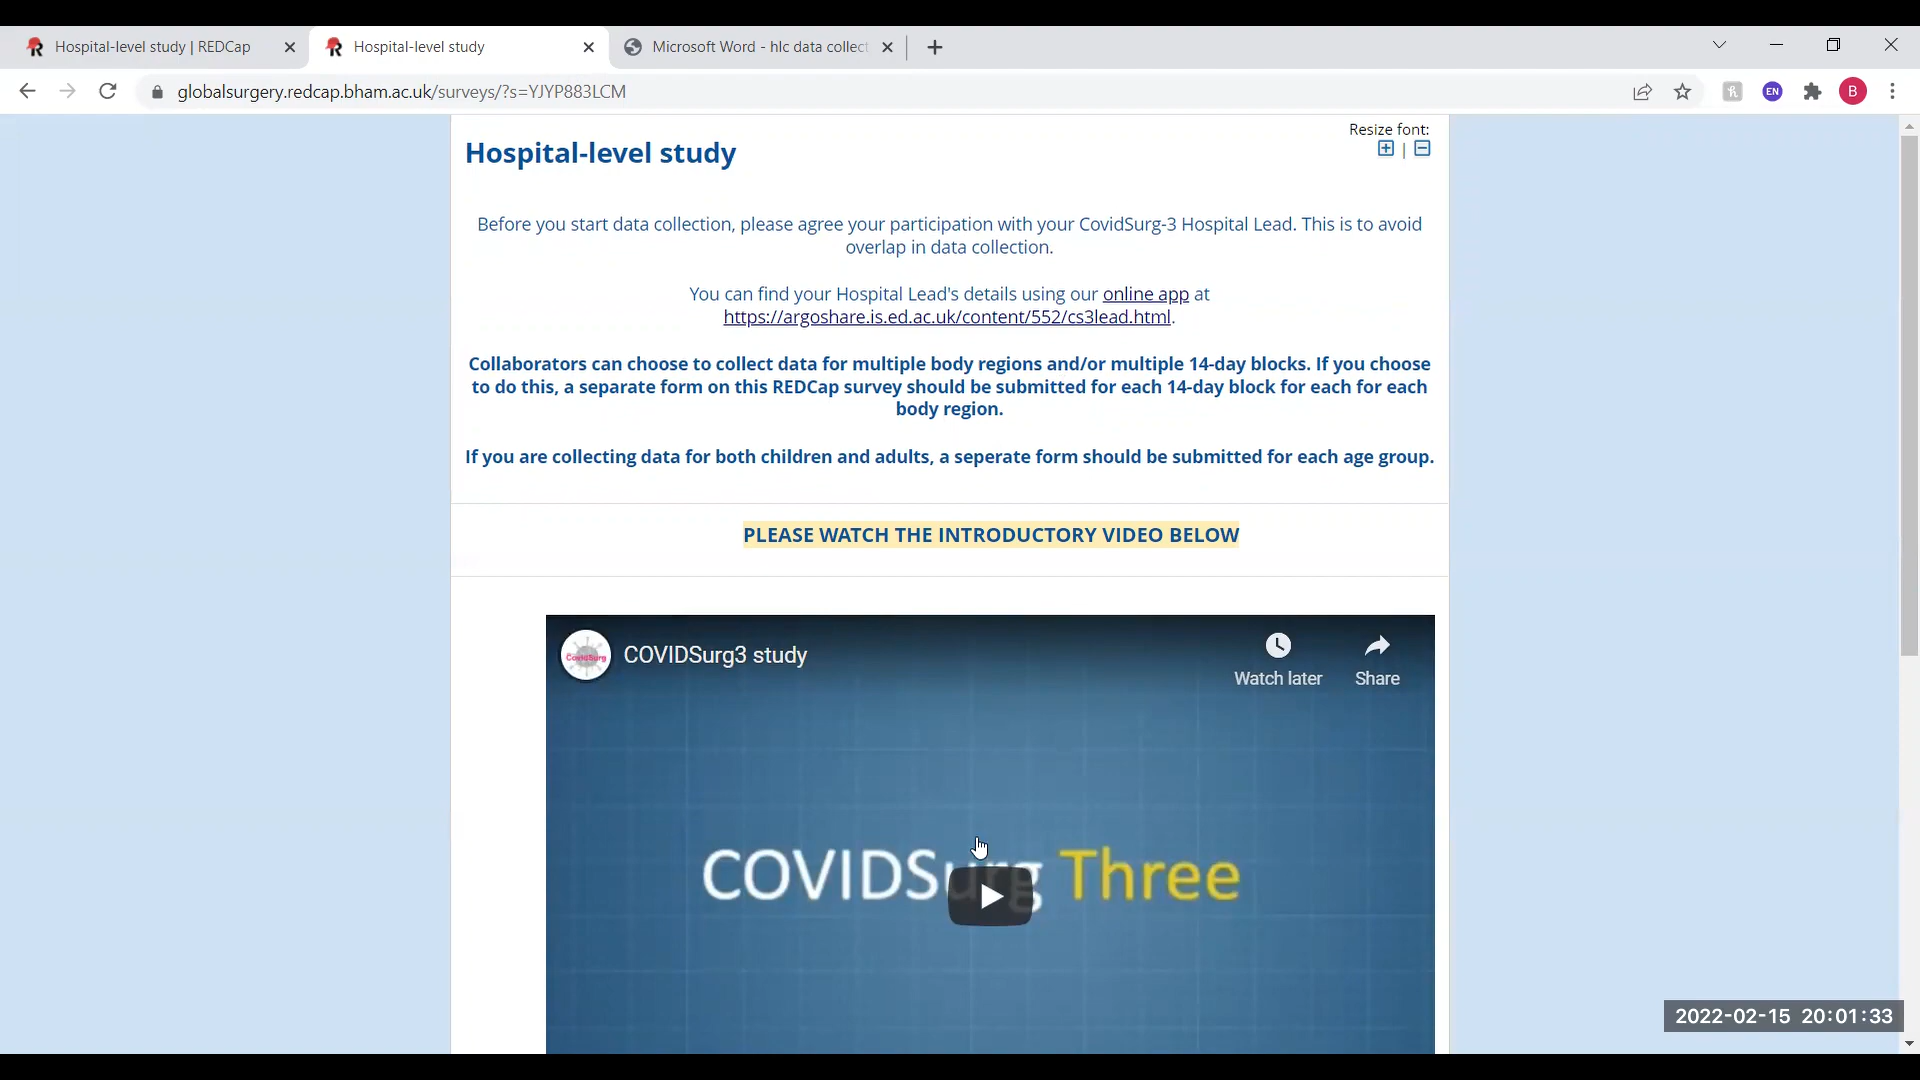 Hospital-level study | REDCap
Hospital-level study
Microsoft Word - hlc data collect
globalsurgery.redcap.bham.ac.uk/surveys/?s=YJYP883LCM
EN
B
Resize font:
Hospital-level study
Before you start data collection, please agree your participation with your CovidSurg-3 Hospital Lead. This is to avoid
overlap in data collection.
You can find your Hospital Lead's details using our online app at
https://argoshare.is.ed.ac.uk/content/552/cs3lead.html.
Collaborators can choose to collect data for multiple body regions and/or multiple 14-day blocks. If you choose
to do this, a separate form on this REDCap survey should be submitted for each 14-day block for each for each
body region.
If you are collecting data for both children and adults, a seperate form should be submitted for each age group.
PLEASE WATCH THE INTRODUCTORY VIDEO BELOW
CovidSurg
COVIDSurg3 study
Watch later
Share
COVIDSurg Three
2022-02-15 20:01:33